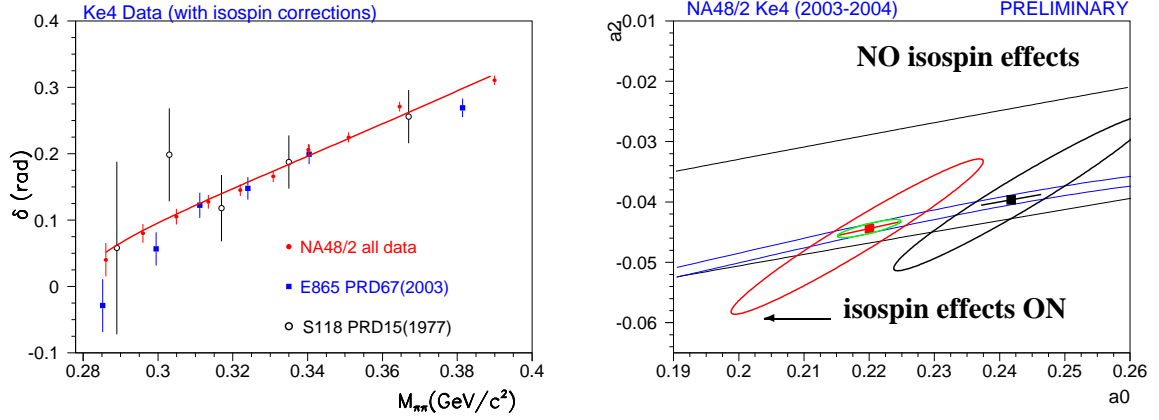 Ke4 Data (with isospin corrections)
0.4
0.3
0.2
0.1
0
-0.1
δ (rad)
NA48/2 all data
E865 PRD67(2003)
S118 PRD15(1977)
0.28
0.3
0.32
0.34
0.36
0.38
0.4
Mππ(GeV/c²)
NA48/2 Ke4 (2003-2004) PRELIMINARY
a2
-0.01
-0.02
-0.03
-0.04
-0.05
-0.06
NO isospin effects
isospin effects ON
0.19
0.2
0.21
0.22
0.23
0.24
0.25
0.26
a0